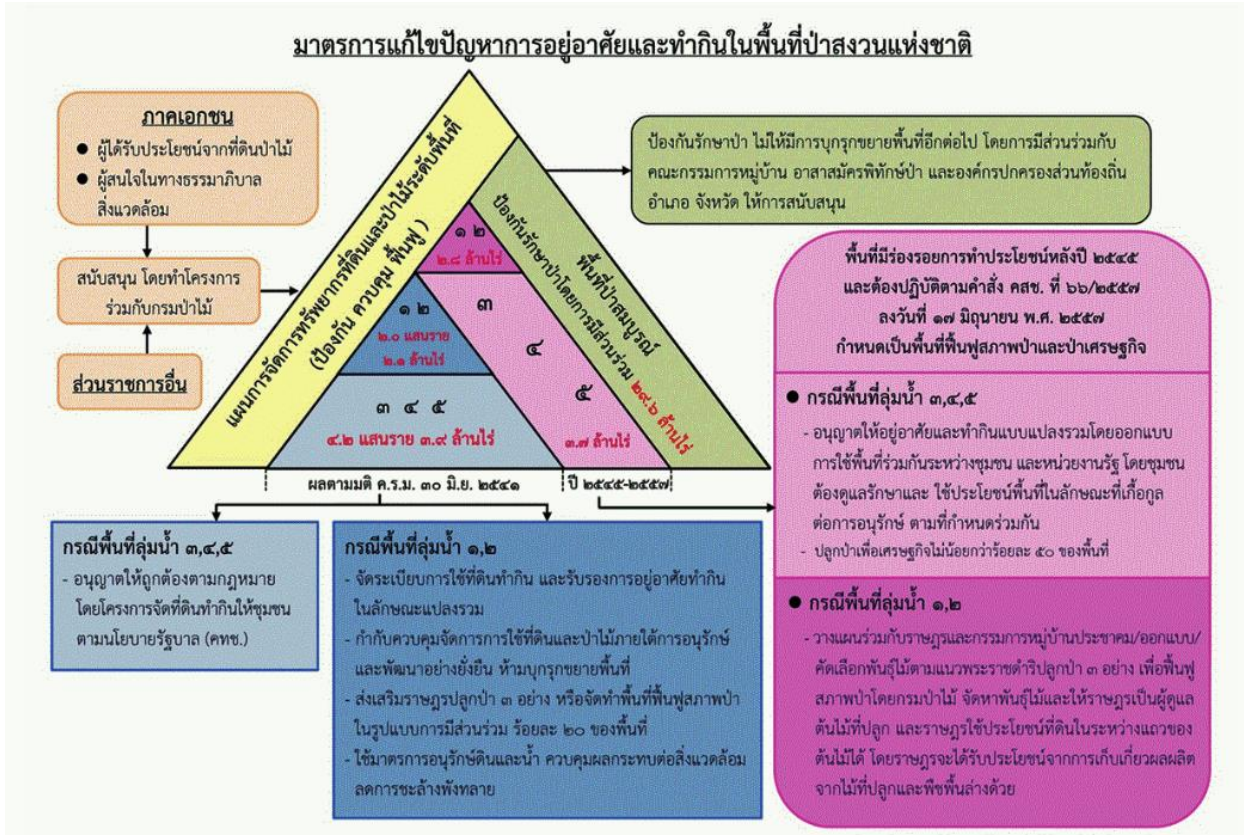 มาตรการแก้ไขปัญหาการอยู่อาศัยและทำกินในพื้นที่ป่าสงวนแห่งชาติ
ภาคเอกชน
● ผู้ได้รับประโยชน์จากที่ดินป่าไม้
● ผู้สนใจในทางธรรมาภิบาล
สิ่งแวดล้อม
สนับสนุน โดยทำโครงการ
ร่วมกับกรมป่าไม้
ส่วนราชการอื่น
แผนการจัดการทรัพยากรที่ดินและป่าไม้ระดับพื้นที่
(ป้องกัน ควบคุม ฟื้นฟู )
๑ ๒
๒.๘ ล้านไร่
๑ ๒
๒.๐ แสนราย
๒.๑ ล้านไร่
๓ ๔ ๕
๔.๒ แสนราย ๓.๙ ล้านไร่
๓
๔
๕
๓.๗ ล้านไร่
ป้องกันรักษาป่าโดยการมีส่วนร่วม ๒๙.๖ ล้านไร่
พื้นที่ป่าสมบูรณ์
ผลตามมติ ค.ร.ม. ๓๐ มิ.ย. ๒๕๔๑
ปี ๒๕๔๕-๒๕๕๗
ป้องกันรักษาป่า ไม่ให้มีการบุกรุกขยายพื้นที่อีกต่อไป โดยการมีส่วนร่วมกับ
คณะกรรมการหมู่บ้าน อาสาสมัครพิทักษ์ป่า และองค์กรปกครองส่วนท้องถิ่น
อำเภอ จังหวัด ให้การสนับสนุน
กรณีพื้นที่ลุ่มน้ำ ๓,๔,๕
- อนุญาตให้ถูกต้องตามกฎหมาย
โดยโครงการจัดที่ดินทำกินให้ชุมชน
ตามนโยบายรัฐบาล (คทช.)
กรณีพื้นที่ลุ่มน้ำ ๑,๒
- จัดระเบียบการใช้ที่ดินทำกิน และรับรองการอยู่อาศัยทำกิน
ในลักษณะแปลงรวม
- กำกับควบคุมจัดการการใช้ที่ดินและป่าไม้ภายใต้การอนุรักษ์
และพัฒนาอย่างยั่งยืน ห้ามบุกรุกขยายพื้นที่
- ส่งเสริมราษฎรปลูกป่า ๓ อย่าง หรือจัดทำพื้นที่ฟื้นฟูสภาพป่า
ในรูปแบบการมีส่วนร่วม ร้อยละ ๒๐ ของพื้นที่
- ใช้มาตรการอนุรักษ์ดินและน้ำ ควบคุมผลกระทบต่อสิ่งแวดล้อม
ลดการชะล้างพังทลาย
พื้นที่มีร่องรอยการทำประโยชน์หลังปี ๒๕๔๕
และต้องปฏิบัติตามคำสั่ง คสช. ที่ ๖๖/๒๕๕๗
ลงวันที่ ๑๗ มิถุนายน พ.ศ. ๒๕๕๗
กำหนดเป็นพื้นที่ฟื้นฟูสภาพป่าและป่าเศรษฐกิจ
● กรณีพื้นที่ลุ่มน้ำ ๓,๔,๕
- อนุญาตให้อยู่อาศัยและทำกินแบบแปลงรวมโดยออกแบบ
การใช้พื้นที่ร่วมกันระหว่างชุมชน และหน่วยงานรัฐ โดยชุมชน
ต้องดูแลรักษาและ ใช้ประโยชน์พื้นที่ในลักษณะที่เกื้อกูล
ต่อการอนุรักษ์ ตามที่กำหนดร่วมกัน
- ปลูกป่าเพื่อเศรษฐกิจไม่น้อยกว่าร้อยละ ๕๐ ของพื้นที่
● กรณีพื้นที่ลุ่มน้ำ ๑,๒
- วางแผนร่วมกับราษฎรและกรรมการหมู่บ้านประชาคม/ออกแบบ/
คัดเลือกพันธุ์ไม้ตามแนวพระราชดำริปลูกป่า ๓ อย่าง เพื่อฟื้นฟู
สภาพป่าโดยกรมป่าไม้ จัดหาพันธุ์ไม้และให้ราษฎรเป็นผู้ดูแล
ต้นไม้ที่ปลูก และราษฎรใช้ประโยชน์ที่ดินในระหว่างแถวของ
ต้นไม้ได้ โดยราษฎรจะได้รับประโยชน์จากการเก็บเกี่ยวผลผลิต
จากไม้ที่ปลูกและพืชพื้นล่างด้วย